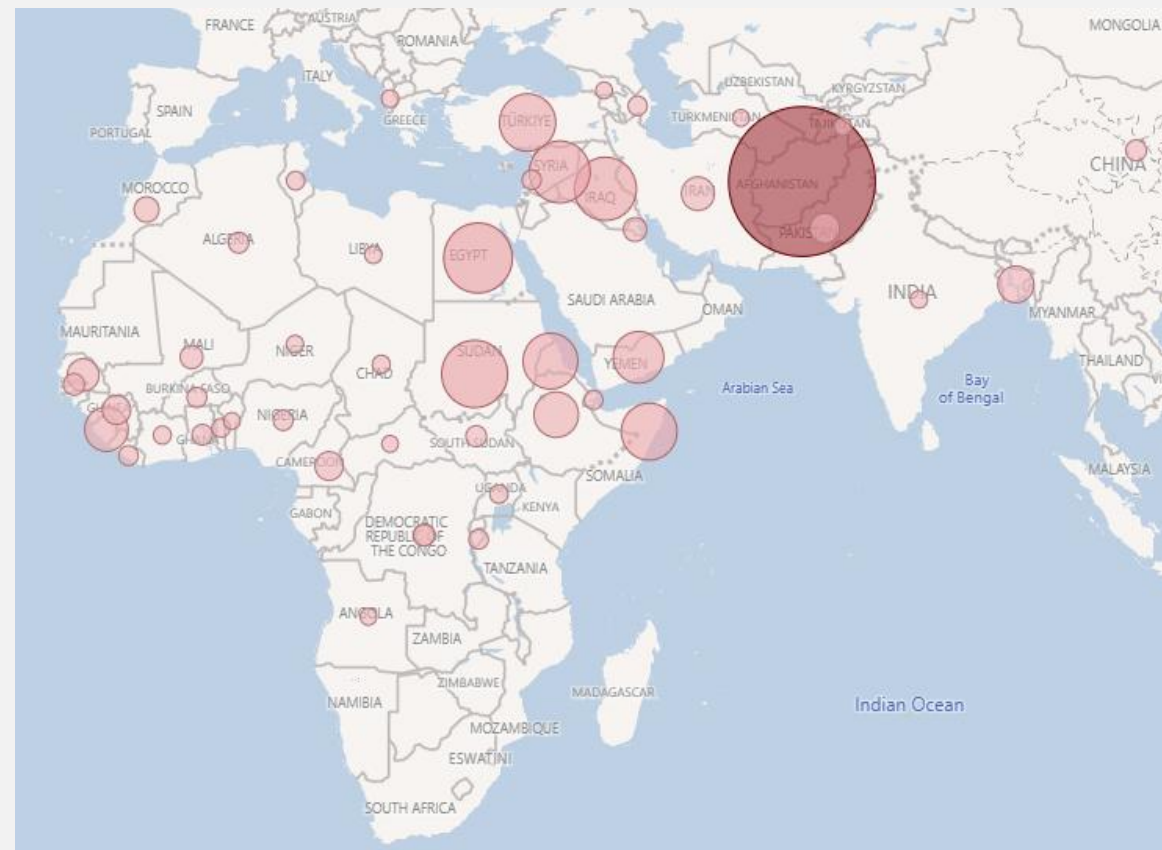 FRANCE
AUSTRIA
MONGOLIA
ROMANIA
ITALY
UZBEKISTAN
KYRGYZSTAN
SPAIN
PORTUGAL
GREECE
TÜRKIYE
TURKMENISTAN
TAJIKISTAN
SYRIA
CHINA
MOROCCO
IRAQ
IRAN
AFGHANISTAN
ALGERIA
LIBYA
EGYPT
PAKISTAN
SAUDI ARABIA
OMAN
INDIA
MYANMAR
MAURITANIA
MALI
NIGER
CHAD
SUDAN
YEMEN
THAILAND
BURKINA FASO
Arabian Sea
Bay
of Bengal
NIGERIA
GHANA
SOUTH SUDAN
CAMEROON
SOMALIA
MALAYSIA
UGANDA
KENYA
GABON
DEMOCRATIC
REPUBLIC OF
THE CONGO
TANZANIA
ANGOLA
ZAMBIA
ZIMBABWE
MADAGASCAR
NAMIBIA
Indian Ocean
MOZAMBIQUE
ESWATINI
SOUTH AFRICA